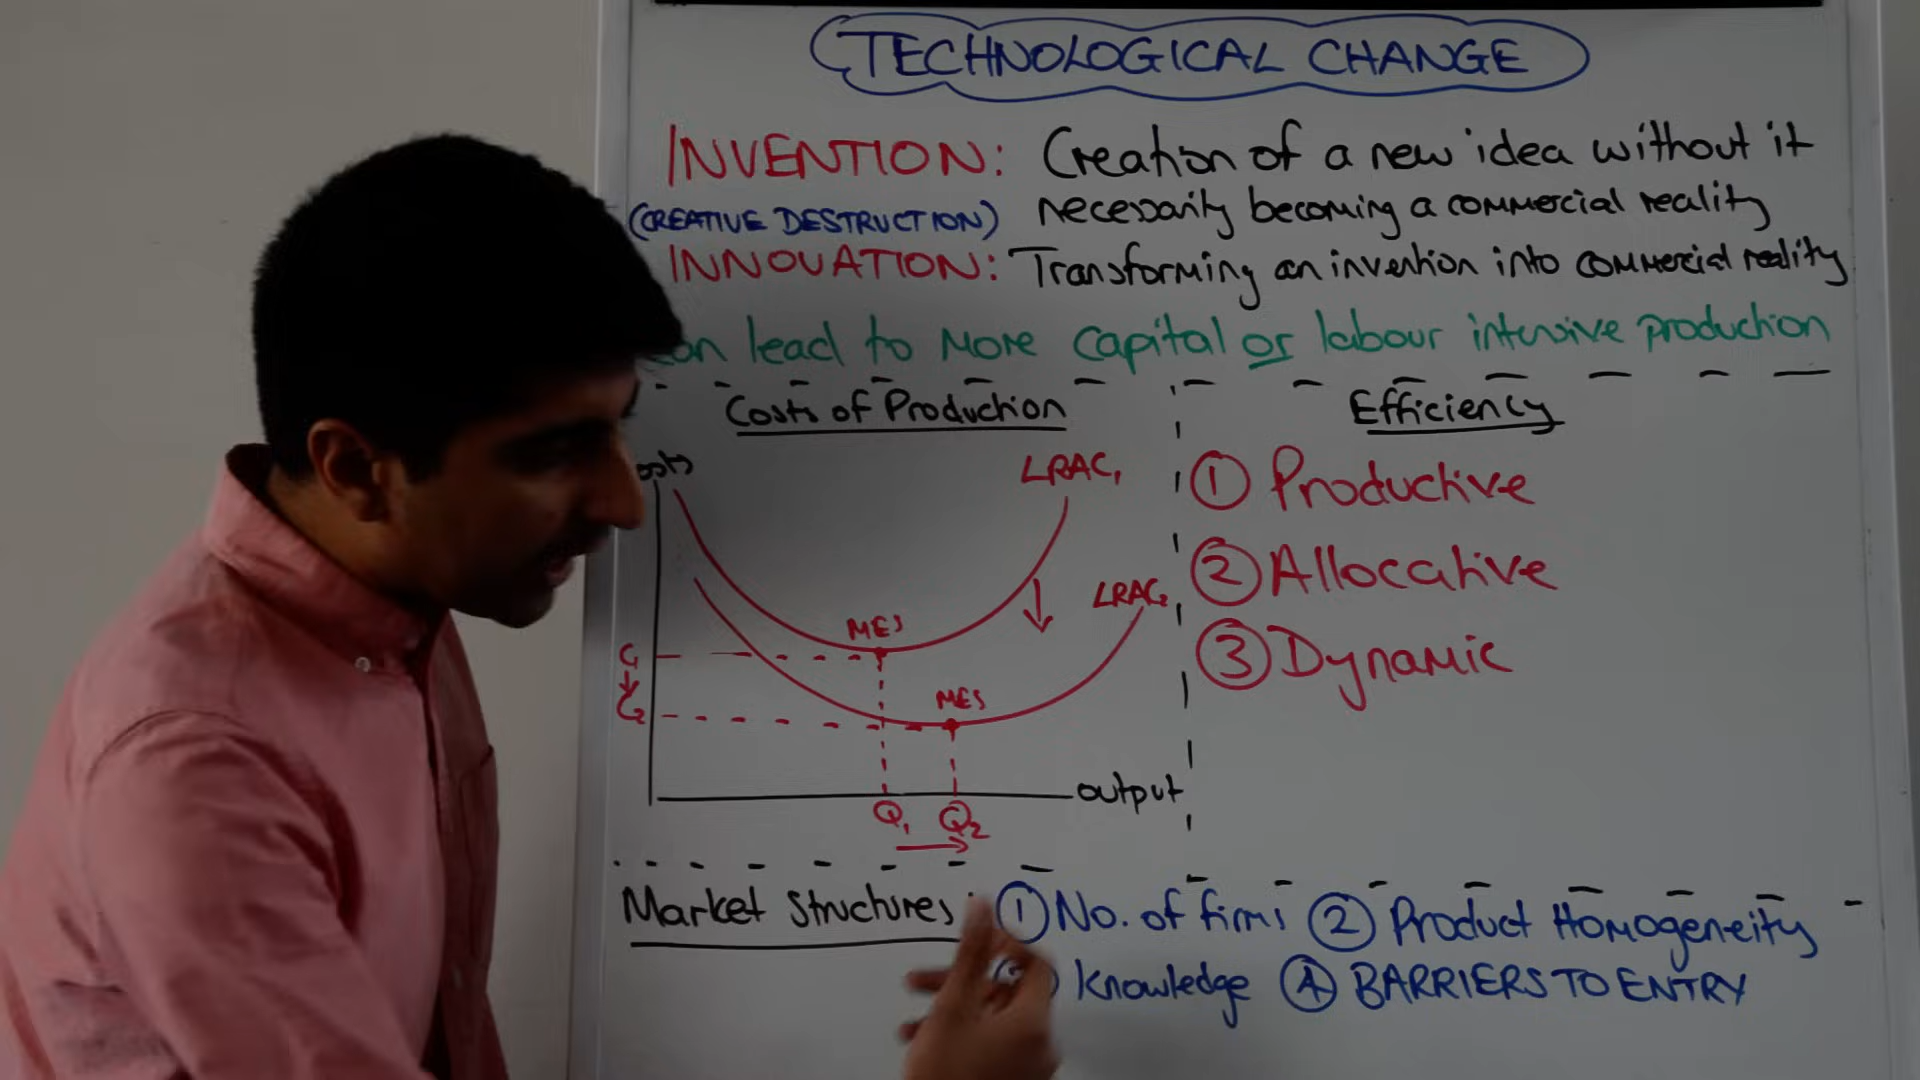 TECHNOLOGICAL CHANGE
INVENTION: Creation of a new idea without it
necessarily becoming a commercial reality
(CREATIVE DESTRUCTION)
INNOVATION: Transforming an invention into commercial reality
lead to more capital or labour intensive production
Costs of Production
Efficiency
LRAC1
① Productive
② Allocative
③ Dynamic
LRAC2
MES
C1
MES
C2
output
Q1 Q2
Market Structures: ① No. of firms ② Product Homogeneity
Knowledge ④ BARRIERS TO ENTRY